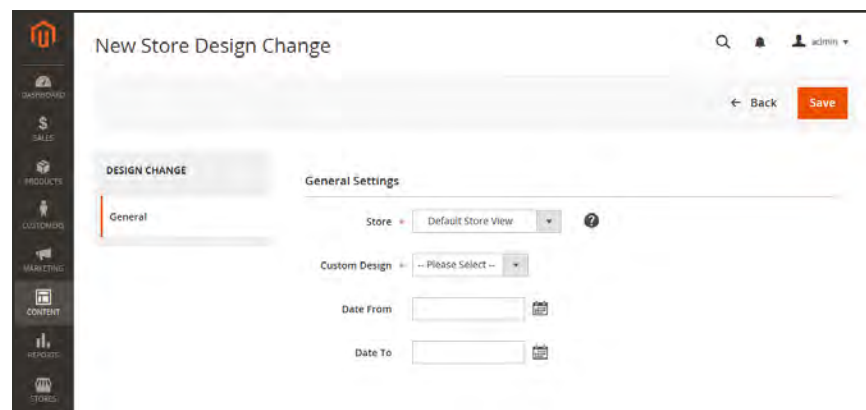 New Store Design Change
admin
DASHBOARD
← Back
Save
$
SALES
PRODUCTS
DESIGN CHANGE
General Settings
CUSTOMERS
General
Store *
Default Store View
?
MARKETING
Custom Design *
-- Please Select --
CONTENT
Date From
REPORTS
Date To
STORES